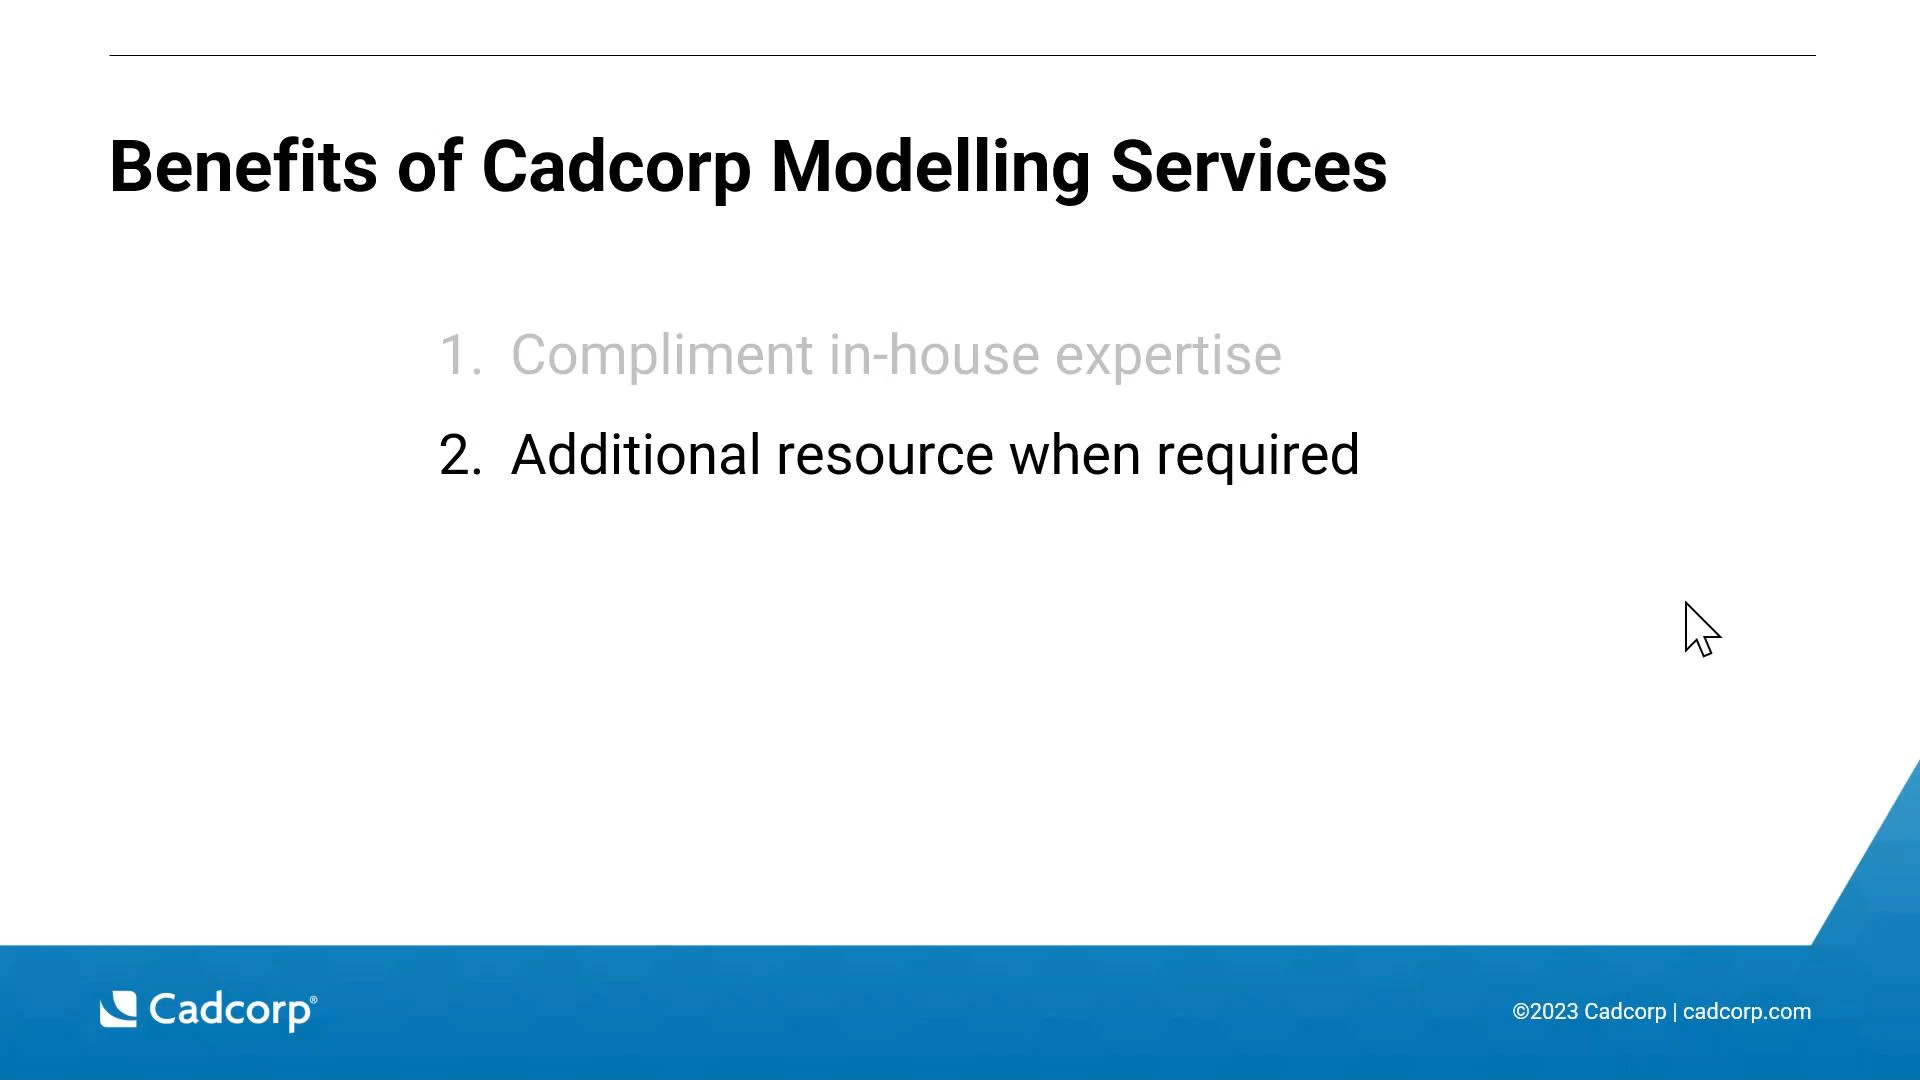 Benefits of Cadcorp Modelling Services
1. Compliment in-house expertise
2. Additional resource when required
Cadcorp®
©2023 Cadcorp | cadcorp.com